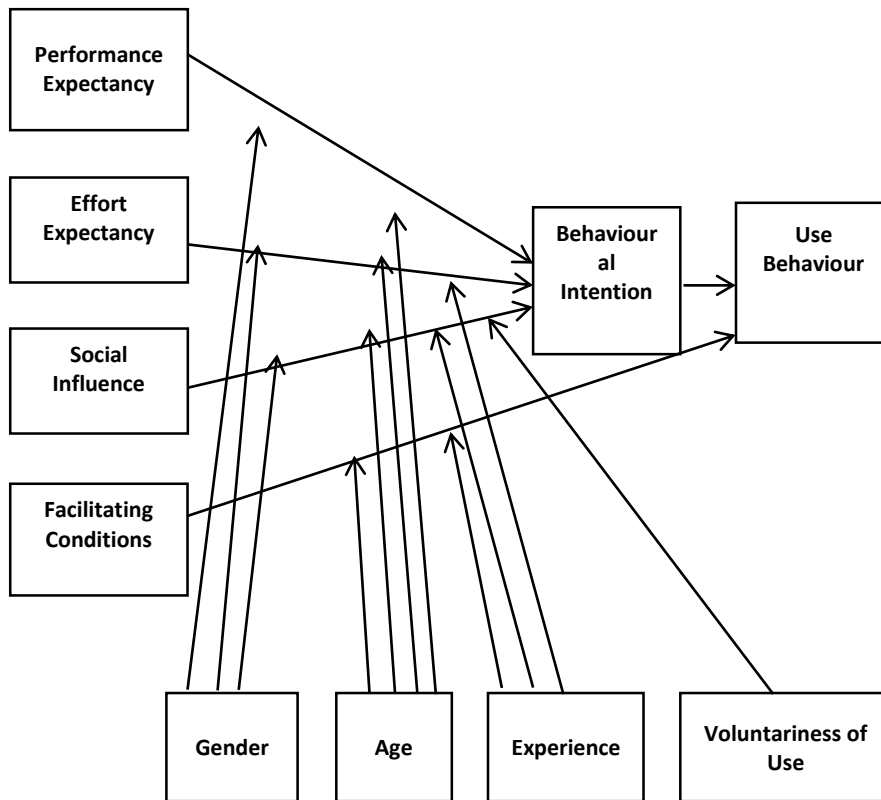 Performance
Expectancy
Effort
Expectancy
Social
Influence
Facilitating
Conditions
Behaviour
al
Intention
Use
Behaviour
Gender
Age
Experience
Voluntariness of
Use